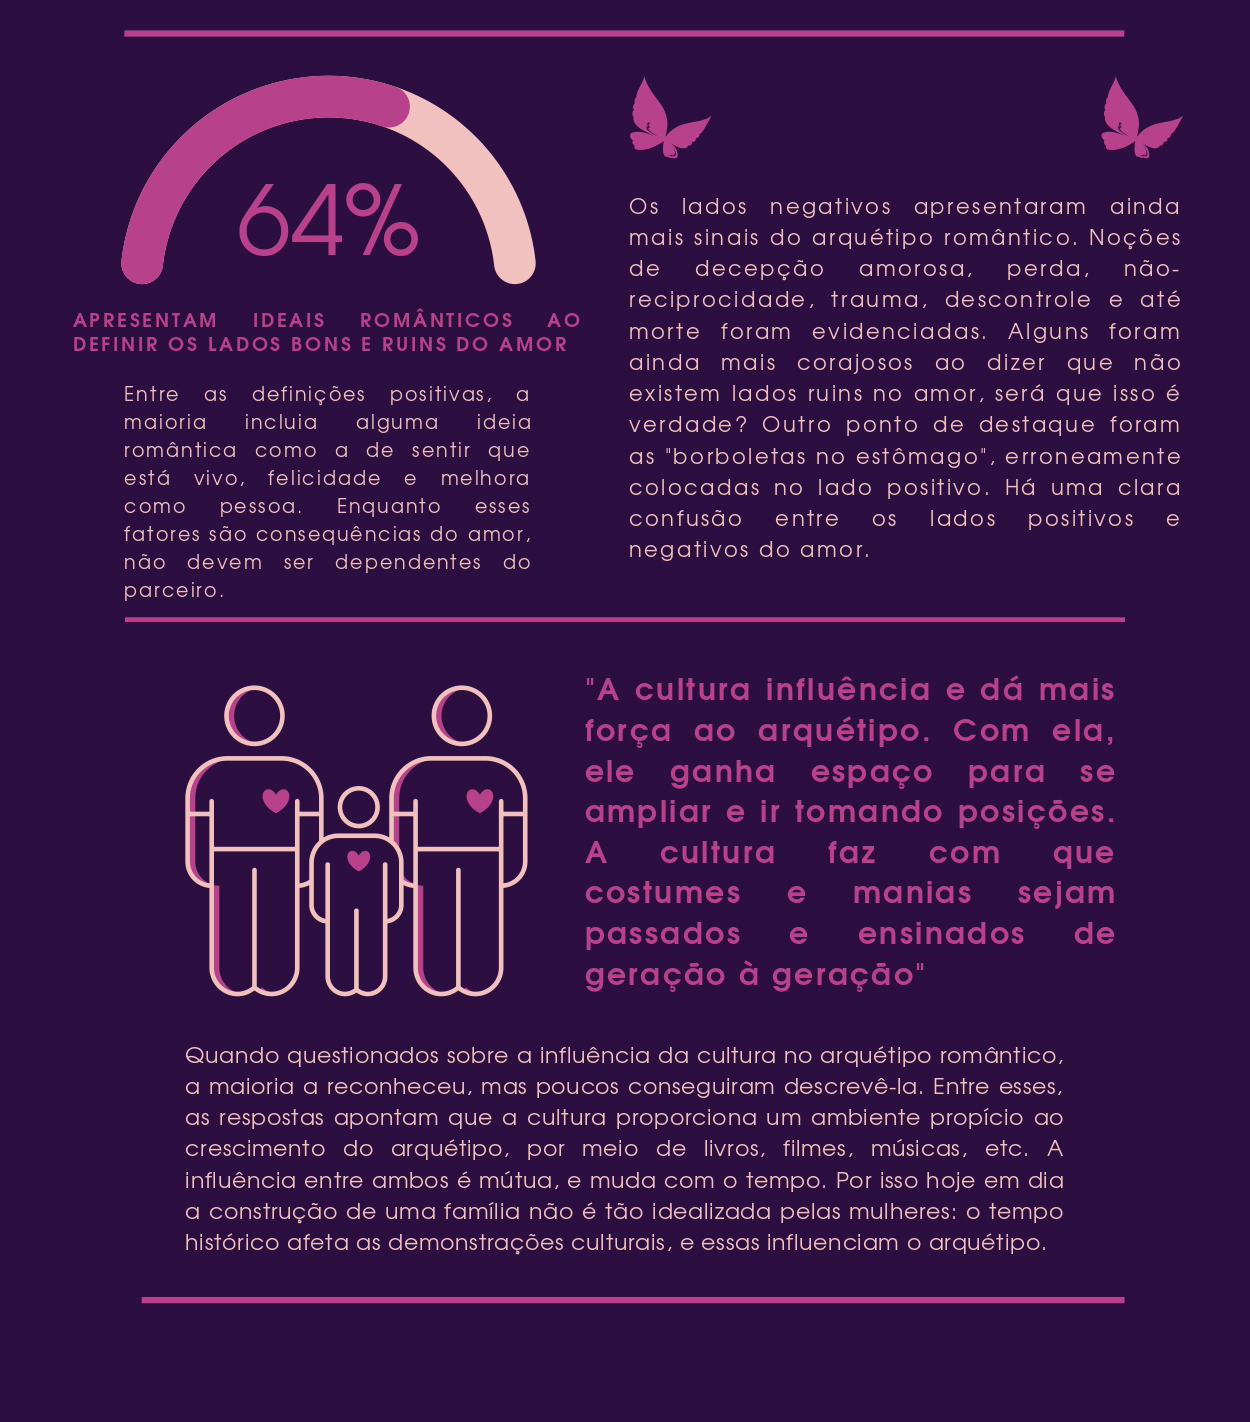 64%
APRESENTAM IDEAIS ROMÂNTICOS AO
DEFINIR OS LADOS BONS E RUINS DO AMOR
Entre as definições positivas, a
maioria incluia alguma ideia
romântica como a de sentir que
está vivo, felicidade e melhora
como pessoa. Enquanto esses
fatores são consequências do amor,
não devem ser dependentes do
parceiro.
Os lados negativos apresentaram ainda
mais sinais do arquétipo romântico. Noções
de decepção amorosa, perda, não-
reciprocidade, trauma, descontrole e até
morte foram evidenciadas. Alguns foram
ainda mais corajosos ao dizer que não
existem lados ruins no amor, será que isso é
verdade? Outro ponto de destaque foram
as "borboletas no estômago", erroneamente
colocadas no lado positivo. Há uma clara
confusão entre os lados positivos e
negativos do amor.
"A cultura influência e dá mais
força ao arquétipo. Com ela,
ele ganha espaço para se
ampliar e ir tomando posições.
A cultura faz com que
costumes e manias sejam
passados e ensinados de
geração à geração"
Quando questionados sobre a influência da cultura no arquétipo romântico,
a maioria a reconheceu, mas poucos conseguiram descrevê-la. Entre esses,
as respostas apontam que a cultura proporciona um ambiente propício ao
crescimento do arquétipo, por meio de livros, filmes, músicas, etc. A
influência entre ambos é mútua, e muda com o tempo. Por isso hoje em dia
a construção de uma família não é tão idealizada pelas mulheres: o tempo
histórico afeta as demonstrações culturais, e essas influenciam o arquétipo.